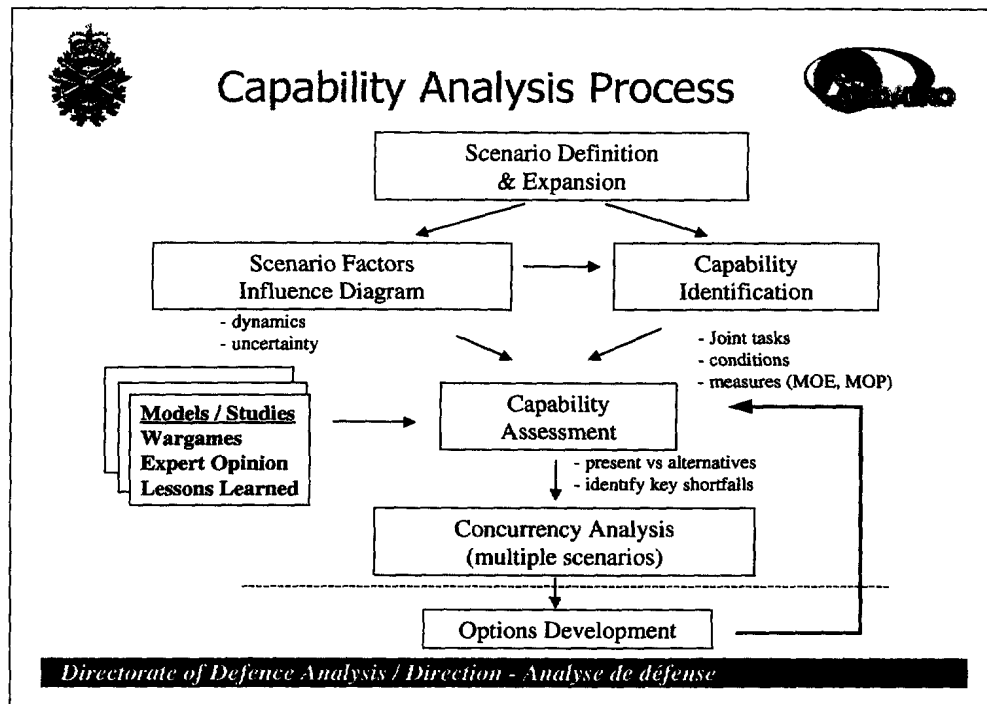 Capability Analysis Process
Scenario Definition
& Expansion
Scenario Factors
Influence Diagram
Capability
Identification
- dynamics
- uncertainty
- Joint tasks
- conditions
- measures (MOE, MOP)
Models / Studies
Wargames
Expert Opinion
Lessons Learned
Capability
Assessment
- present vs alternatives
- identify key shortfalls
Concurrency Analysis
(multiple scenarios)
Options Development
Directorate of Defence Analysis / Direction - Analyse de défense